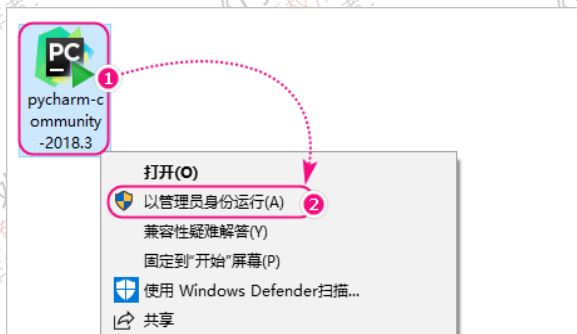 PC
1
pycharm-c
ommunity
-2018.3
打开(O)
以管理员身份运行(A)
2
兼容性疑难解答(Y)
固定到"开始"屏幕(P)
使用 Windows Defender扫描...
共享